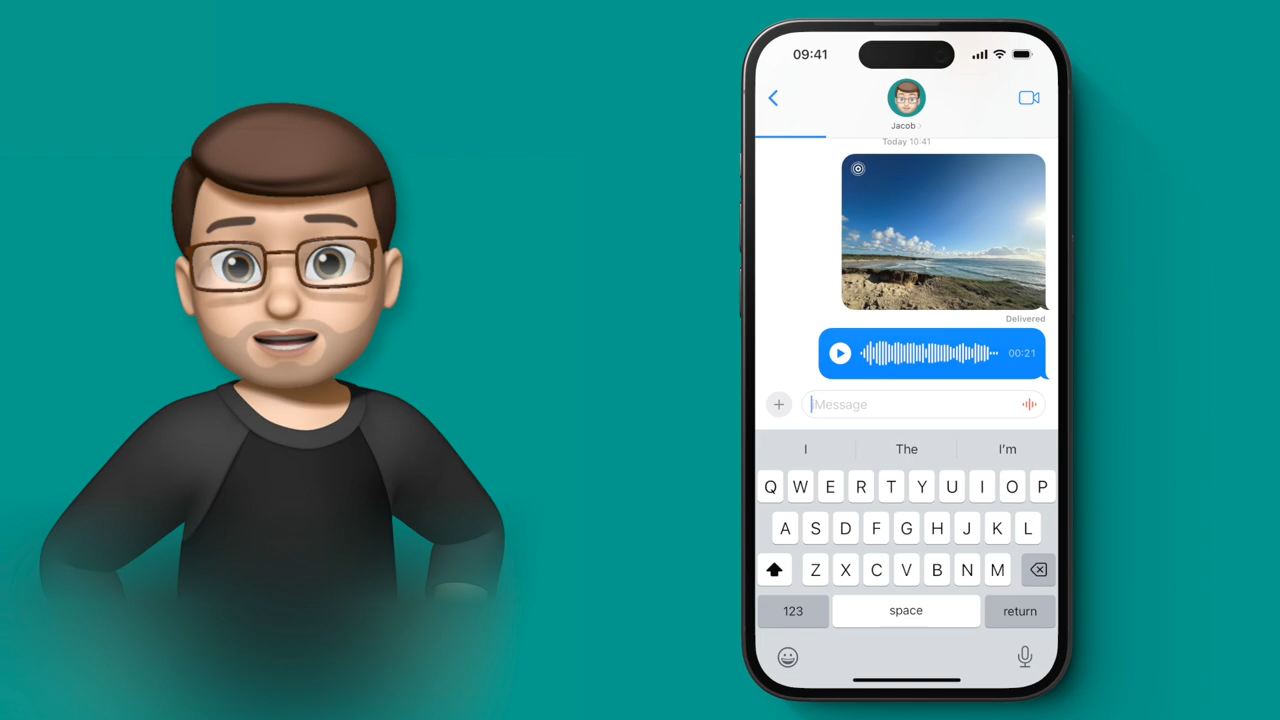 09:41
Jacob
Today 10:41
Delivered
00:21
Message
I The I'm
Q W E R T Y U I O P
A S D F G H J K L
Z X C V B N M
123 space return